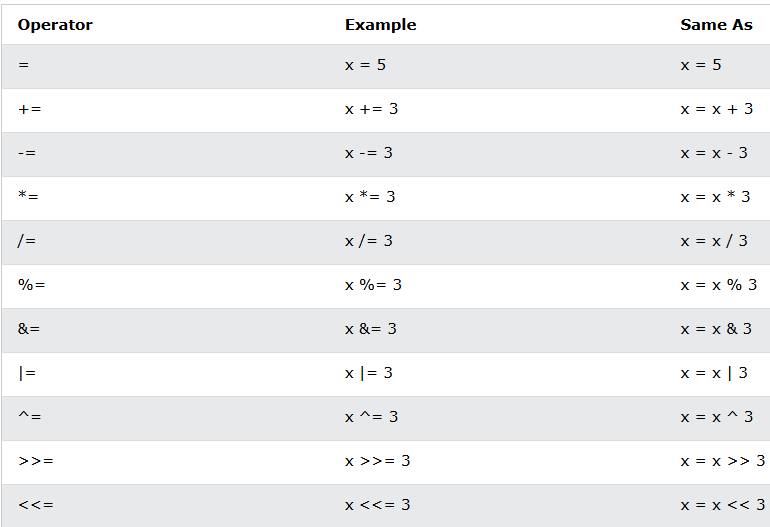 Operator Example Same As
= x = 5 x = 5
+= x += 3 x = x + 3
-= x -= 3 x = x - 3
*= x *= 3 x = x * 3
/= x /= 3 x = x / 3
%= x %= 3 x = x % 3
&= x &= 3 x = x & 3
|= x |= 3 x = x | 3
^= x ^= 3 x = x ^ 3
>>= x >>= 3 x = x >> 3
<<= x <<= 3 x = x << 3